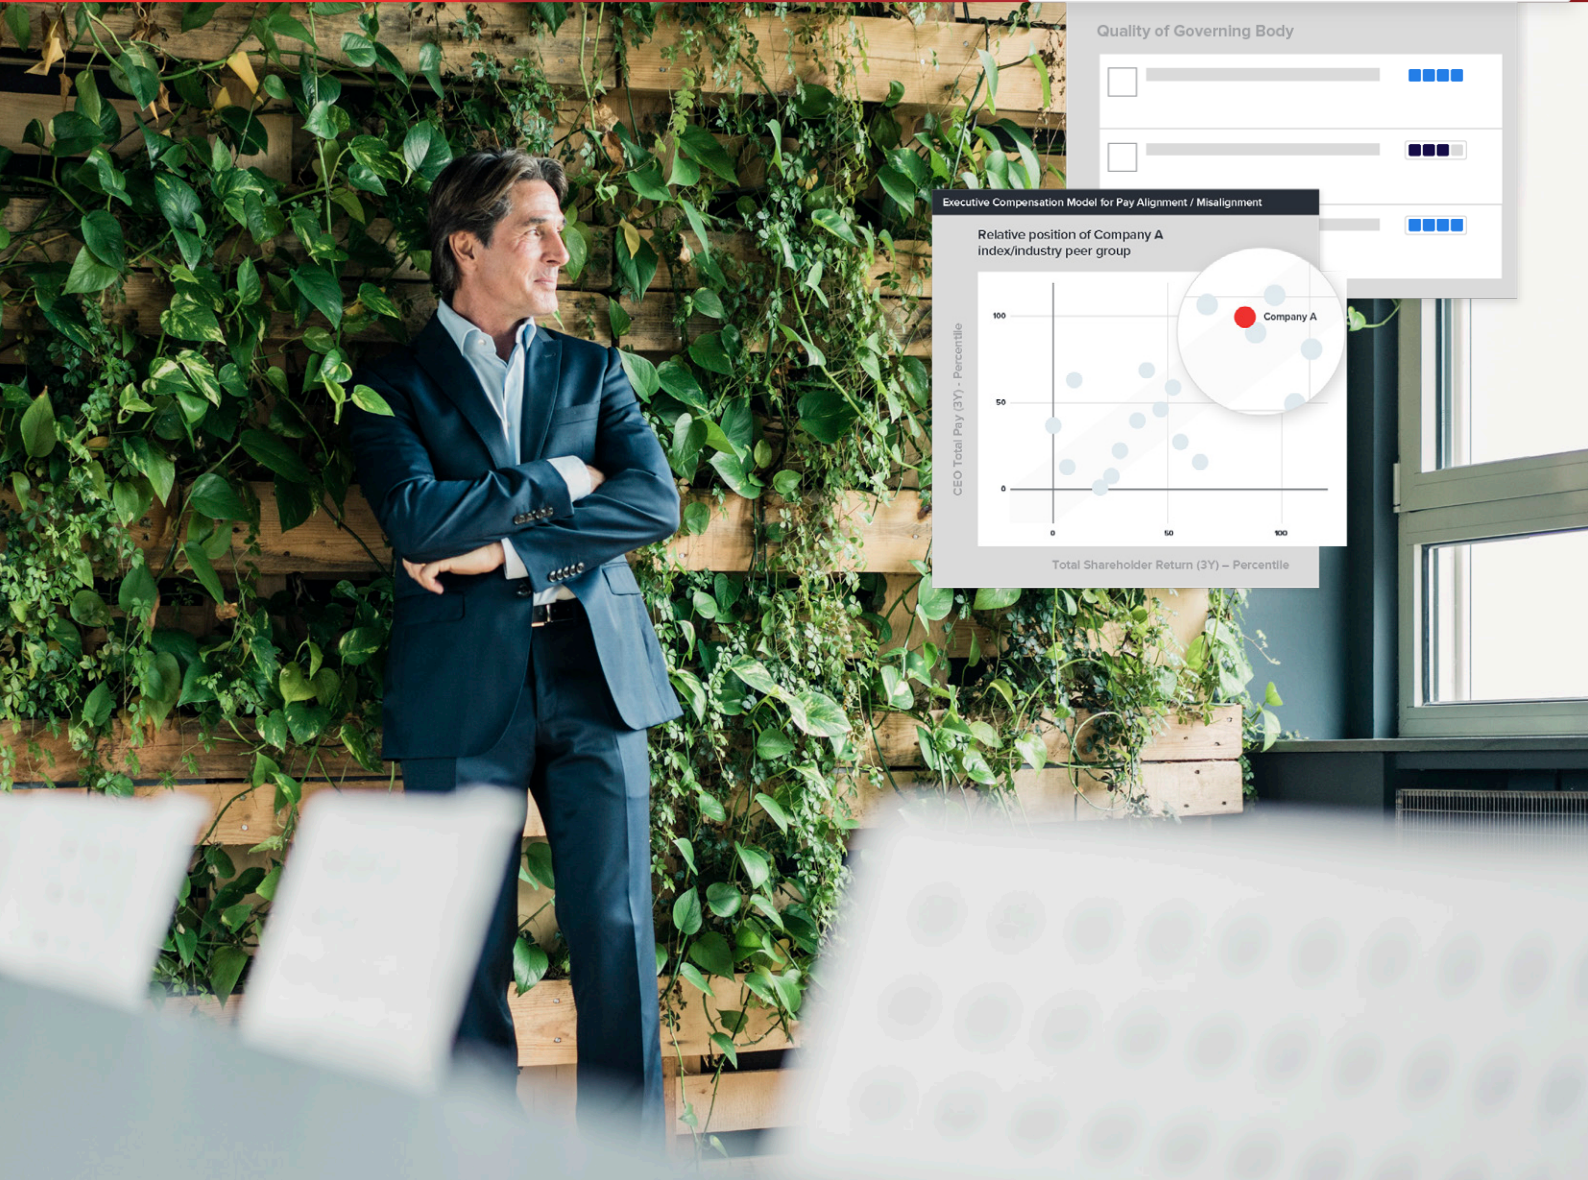 Quality of Governing Body
Executive Compensation Model for Pay Alignment / Misalignment
Relative position of Company A
index/industry peer group
CEO Total Pay (3Y) - Percentile
100
50
0
Company A
0
50
100
Total Shareholder Return (3Y) – Percentile